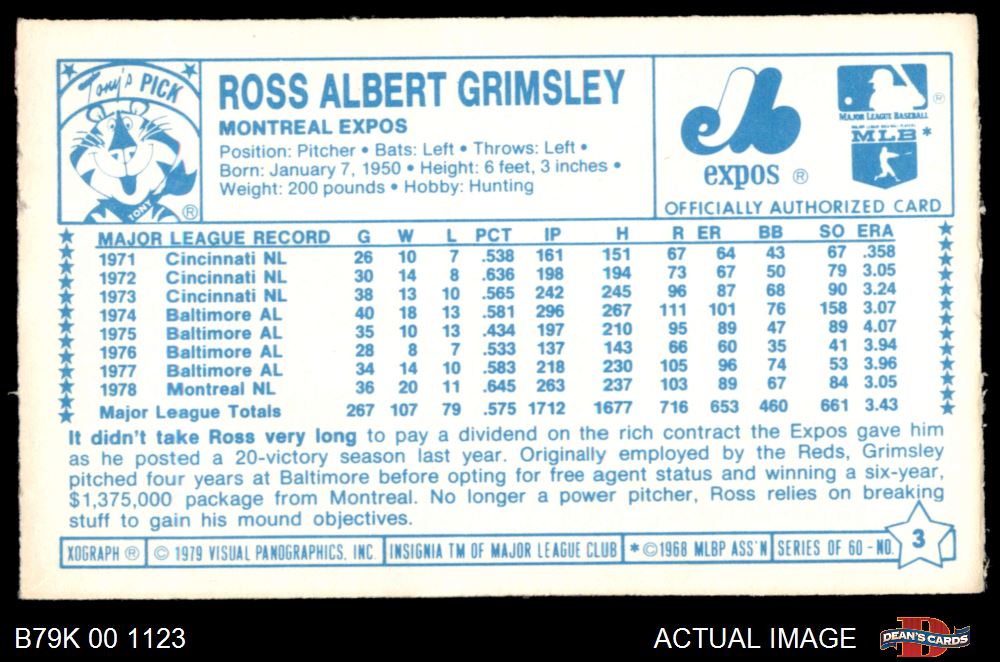 Tony's PICK
TONY ®
ROSS ALBERT GRIMSLEY
MONTREAL EXPOS
Position: Pitcher • Bats: Left • Throws: Left •
Born: January 7, 1950 • Height: 6 feet, 3 inches •
Weight: 200 pounds • Hobby: Hunting
expos ®
®
MAJOR LEAGUE BASEBALL
MAJOR LEAGUE BASEBALL PLAYERS
MLB *
OFFICIALLY AUTHORIZED CARD
MAJOR LEAGUE RECORD G W L PCT IP H R ER BB SO ERA
1971 Cincinnati NL 26 10 7 .538 161 151 67 64 43 67 .358
1972 Cincinnati NL 30 14 8 .636 198 194 73 67 50 79 3.05
1973 Cincinnati NL 38 13 10 .565 242 245 96 87 68 90 3.24
1974 Baltimore AL 40 18 13 .581 296 267 111 101 76 158 3.07
1975 Baltimore AL 35 10 13 .434 197 210 95 89 47 89 4.07
1976 Baltimore AL 28 8 7 .533 137 143 66 60 35 41 3.94
1977 Baltimore AL 34 14 10 .583 218 230 105 96 74 53 3.96
1978 Montreal NL 36 20 11 .645 263 237 103 89 67 84 3.05
Major League Totals 267 107 79 .575 1712 1677 716 653 460 661 3.43
It didn't take Ross very long to pay a dividend on the rich contract the Expos gave him
as he posted a 20-victory season last year. Originally employed by the Reds, Grimsley
pitched four years at Baltimore before opting for free agent status and winning a six-year,
$1,375,000 package from Montreal. No longer a power pitcher, Ross relies on breaking
stuff to gain his mound objectives.
XOGRAPH ® © 1979 VISUAL PANOGRAPHICS, INC. INSIGNIA TM OF MAJOR LEAGUE CLUB * ©1968 MLBP ASS'N SERIES OF 60 - NO. 3
B79K 00 1123 ACTUAL IMAGE DEAN'S CARDS